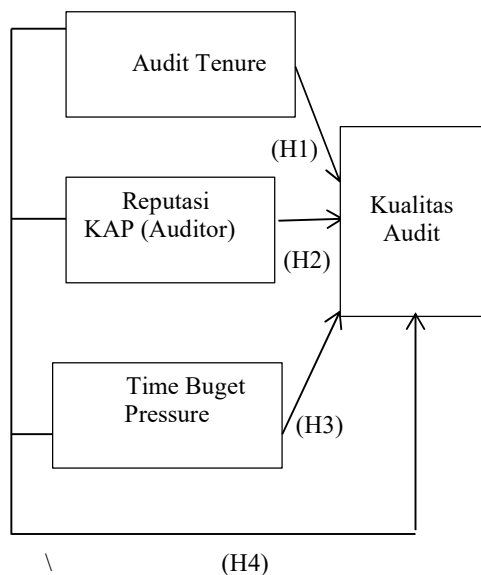 Audit Tenure
(H1)
Reputasi
KAP (Auditor)
Kualitas
Audit
(H2)
Time Buget
Pressure
(H3)
\
(H4)